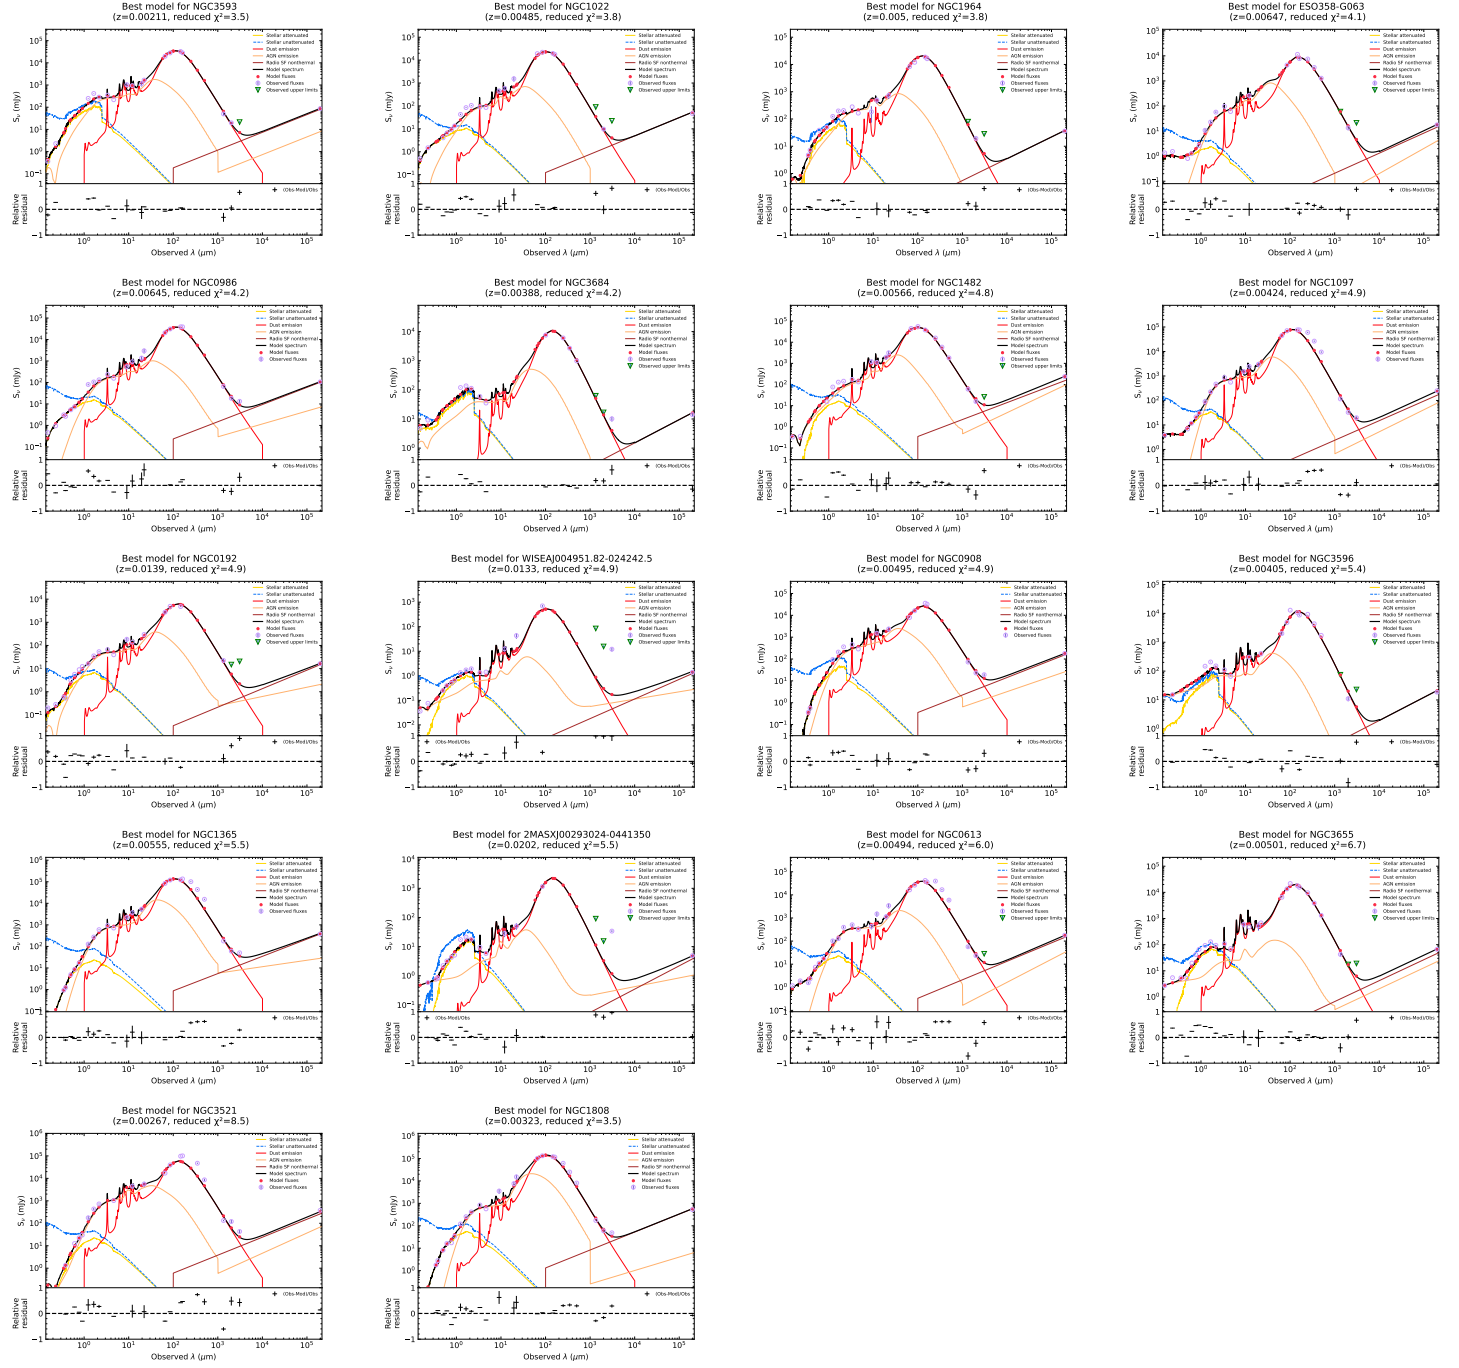 Best model for NGC3593
(z=0.00211, reduced χ²=3.5)
Best model for NGC1022
(z=0.00485, reduced χ²=3.8)
Best model for NGC1964
(z=0.005, reduced χ²=3.8)
Best model for ESO358-G063
(z=0.00647, reduced χ²=4.1)
Stellar attenuated
Stellar unattenuated
Dust emission
AGN emission
Radio SF nonthermal
Model spectrum
Model fluxes
Observed fluxes
Observed upper limits
(Obs-Mod)/Obs
Sν (mJy)
Relative
residual
Observed λ (μm)
Best model for NGC0986
(z=0.00645, reduced χ²=4.2)
Best model for NGC3684
(z=0.00388, reduced χ²=4.2)
Best model for NGC1482
(z=0.00566, reduced χ²=4.8)
Best model for NGC1097
(z=0.00424, reduced χ²=4.9)
Best model for NGC0192
(z=0.0139, reduced χ²=4.9)
Best model for WISEAJ004951.82-024242.5
(z=0.0133, reduced χ²=4.9)
Best model for NGC0908
(z=0.00495, reduced χ²=4.9)
Best model for NGC3596
(z=0.00405, reduced χ²=5.4)
Best model for NGC1365
(z=0.00555, reduced χ²=5.5)
Best model for 2MASXJ00293024-0441350
(z=0.0202, reduced χ²=5.5)
Best model for NGC0613
(z=0.00494, reduced χ²=6.0)
Best model for NGC3655
(z=0.00501, reduced χ²=6.7)
Best model for NGC3521
(z=0.00267, reduced χ²=8.5)
Best model for NGC1808
(z=0.00323, reduced χ²=3.5)